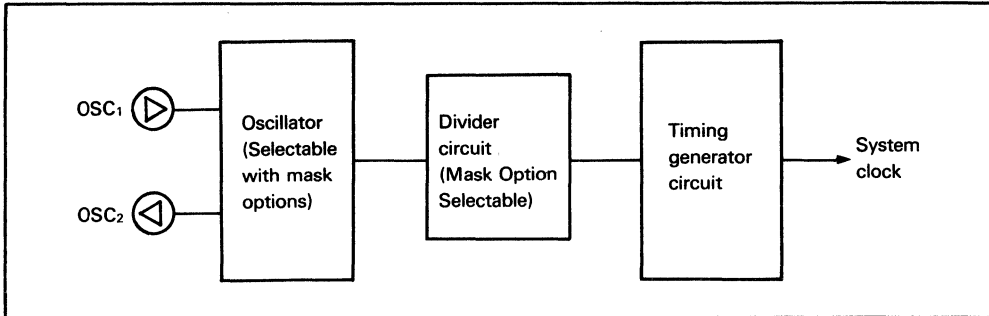 OSC1
OSC2
Oscillator
(Selectable
with mask
options)
Divider
circuit
(Mask Option
Selectable)
Timing
generator
circuit
System
clock